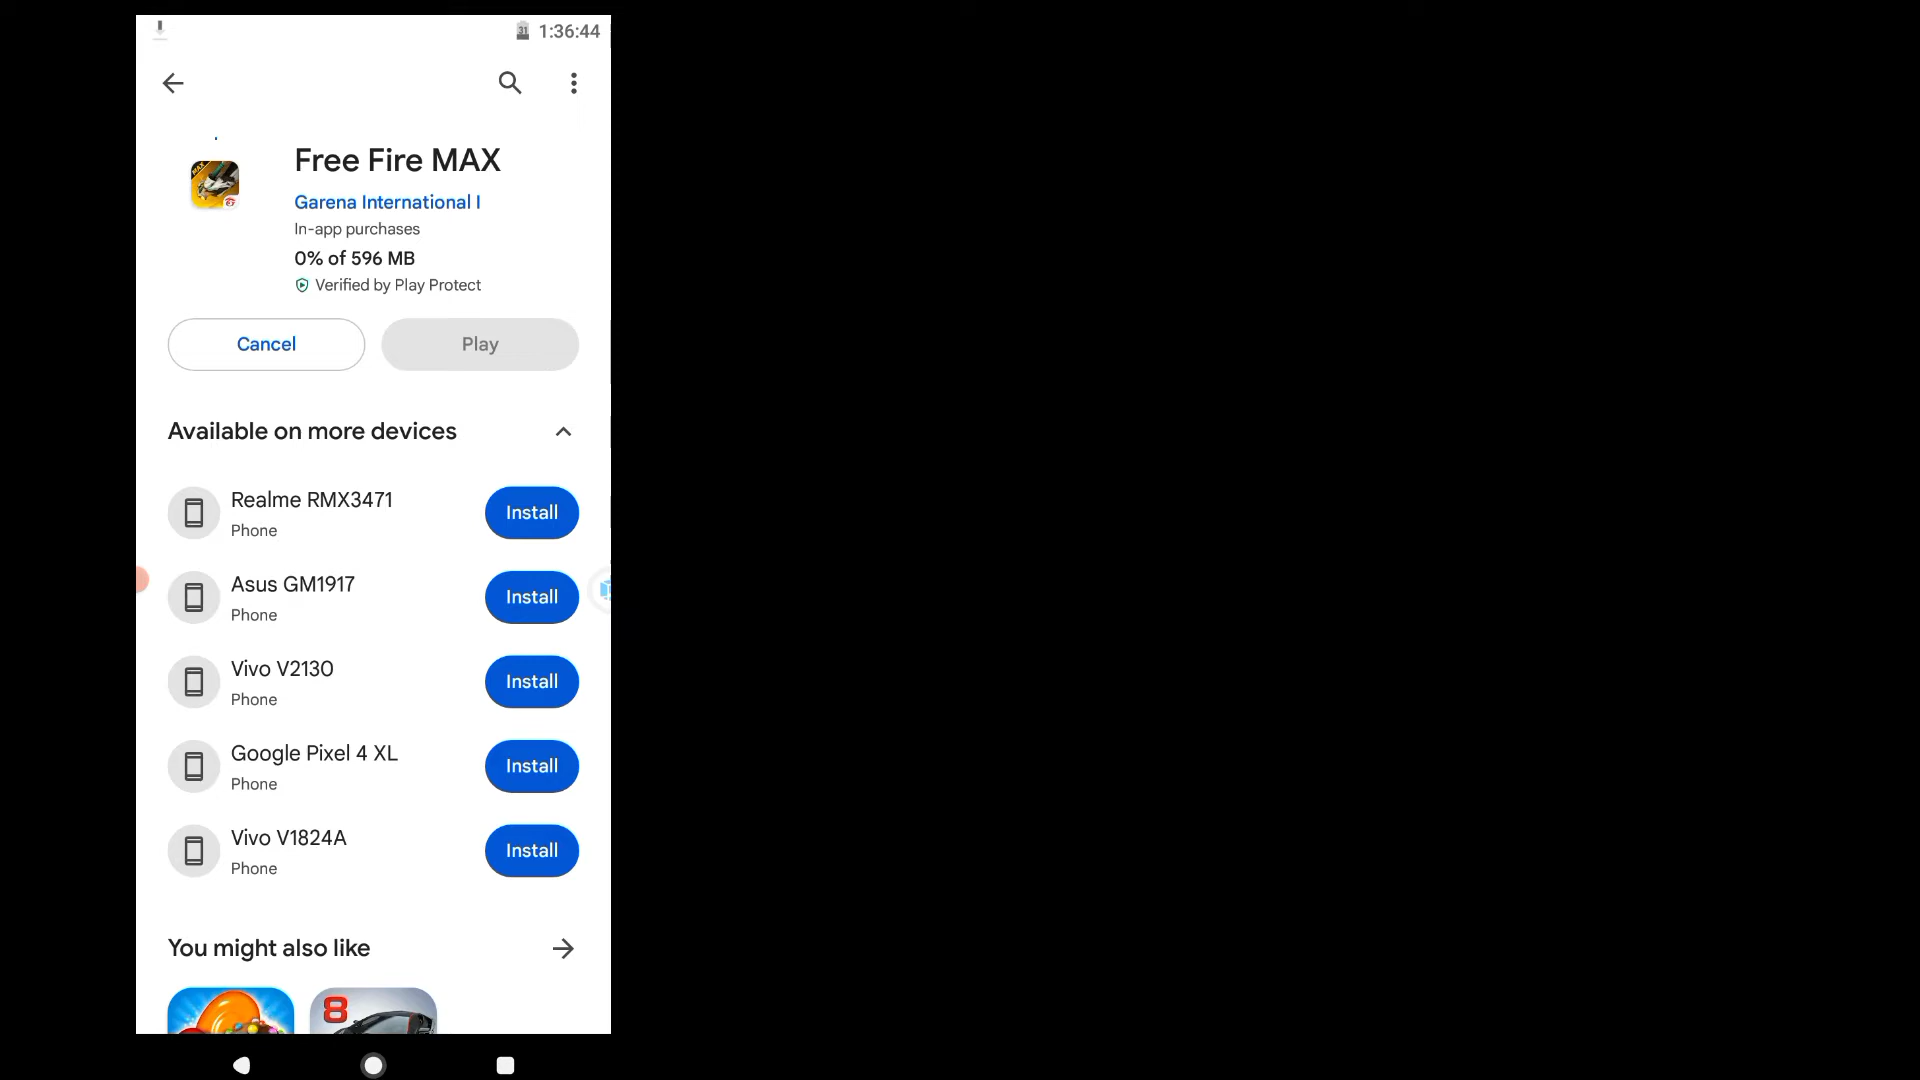 31 1:36:44
Free Fire MAX
Garena International I
In-app purchases
0% of 596 MB
Verified by Play Protect
Cancel Play
Available on more devices
Realme RMX3471
Phone
Install
Asus GM1917
Phone
Install
Vivo V2130
Phone
Install
Google Pixel 4 XL
Phone
Install
Vivo V1824A
Phone
Install
You might also like
8